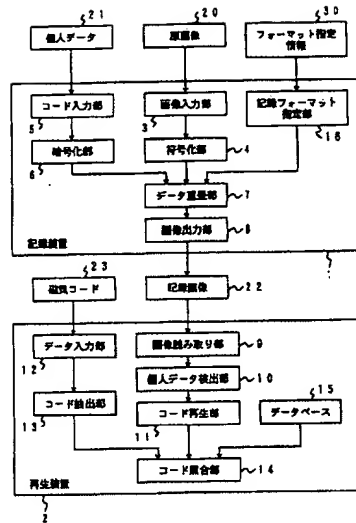 21
20
30
個人データ
原画像
フォーマット指定
情報
コード入力部
5
画像入力部
3
記録フォーマット
指定部
16
暗号化部
6
符号化部
4
データ重畳部
7
画像出力部
8
記録装置
23
磁気コード
記録画像
22
データ入力部
12
画像読み取り部
9
個人データ検出部
10
15
コード抽出部
13
コード再生部
11
データベース
コード照合部
14
再生装置
2